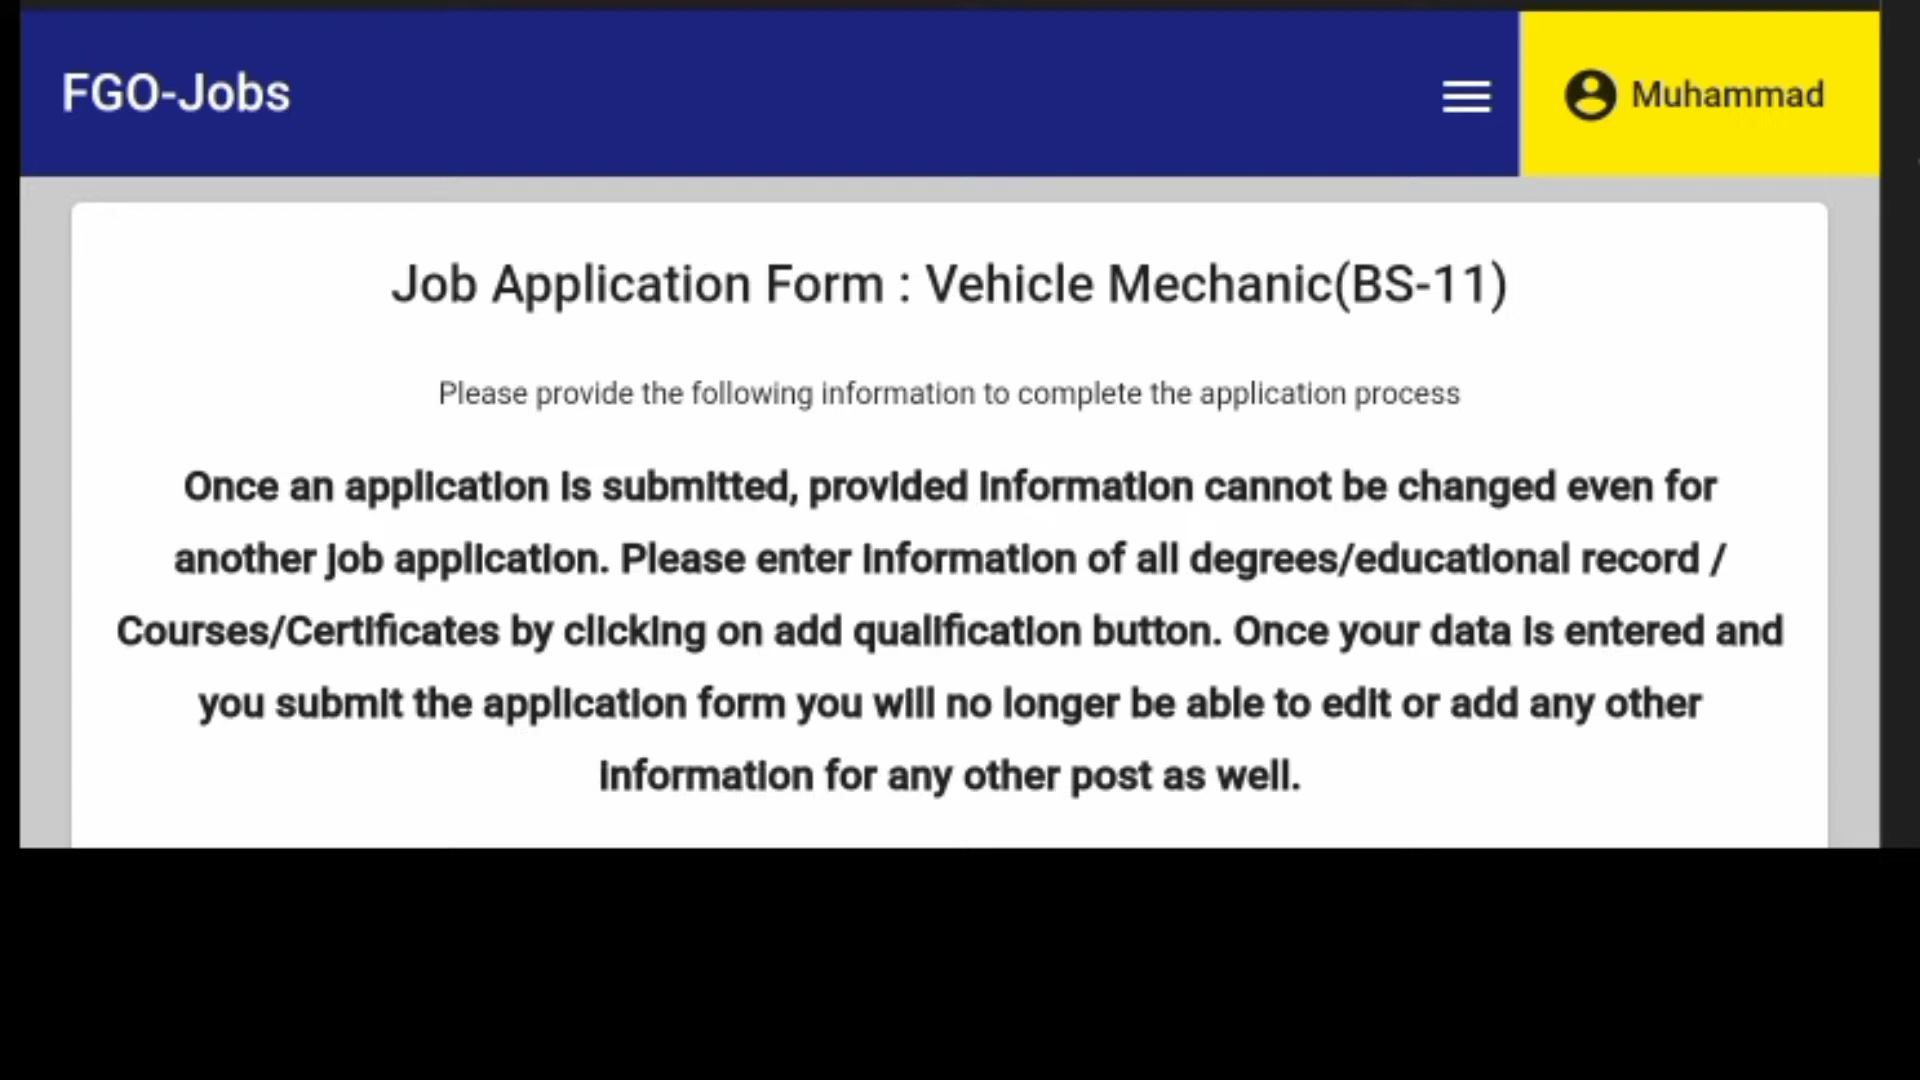 FGO-Jobs
Muhammad
Job Application Form : Vehicle Mechanic(BS-11)
Please provide the following information to complete the application process
Once an application is submitted, provided information cannot be changed even for
another job application. Please enter information of all degrees/educational record /
Courses/Certificates by clicking on add qualification button. Once your data is entered and
you submit the application form you will no longer be able to edit or add any other
information for any other post as well.